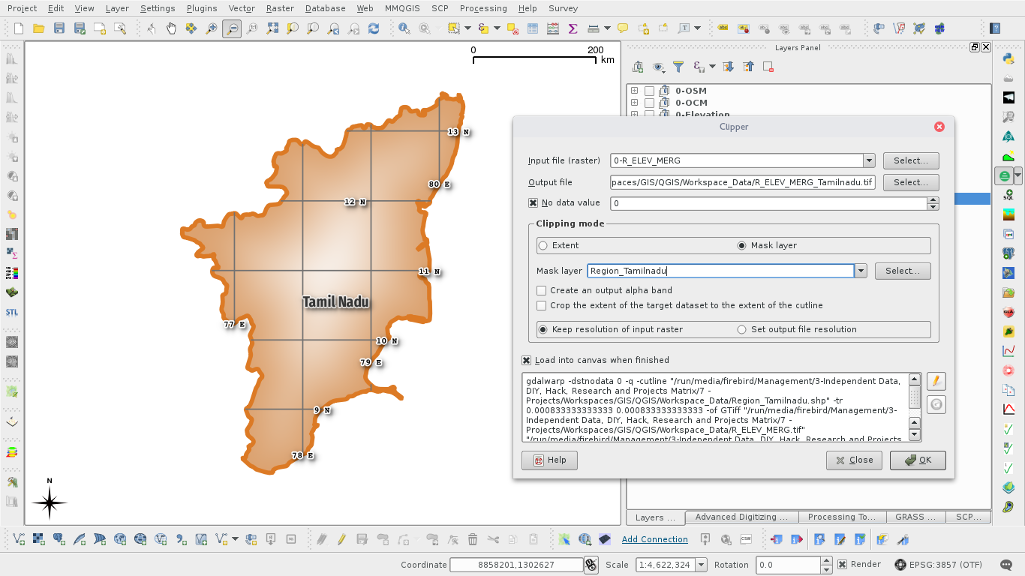 Project Edit View Layer Settings Plugins Vector Raster Database Web MMQGIS SCP Processing Help Survey
Layers Panel
0-OSM
0-OCM
0-Elevation
0 200
km
13 N
80 E
12 N
11 N
Tamil Nadu
77 E
10 N
79 E
9 N
78 E
N
STL
Clipper
Input file (raster) 0-R_ELEV_MERG Select...
Output file paces/GIS/QGIS/Workspace_Data/R_ELEV_MERG_Tamilnadu.tif Select...
No data value 0
Clipping mode
Extent Mask layer
Mask layer Region_Tamilnadu Select...
Create an output alpha band
Crop the extent of the target dataset to the extent of the cutline
Keep resolution of input raster Set output file resolution
Load into canvas when finished
gdalwarp -dstnodata 0 -q -cutline "/run/media/firebird/Management/3-Independent Data,
DIY, Hack, Research and Projects Matrix/7 -
Projects/Workspaces/GIS/QGIS/Workspace_Data/Region_Tamilnadu.shp" -tr
0.000833333333333 0.000833333333333 -of GTiff "/run/media/firebird/Management/3-
Independent Data, DIY, Hack, Research and Projects Matrix/7 -
Projects/Workspaces/GIS/QGIS/Workspace_Data/R_ELEV_MERG.tif"
"/run/media/firebird/Management/3-Independent Data, DIY, Hack, Research and Projects
Help Close OK
Layers ... Advanced Digitizing ... Processing To... GRASS ... SCP...
Add Connection
Coordinate 8858201,1302627 Scale 1:4,622,324 Rotation 0.0 Render EPSG:3857 (OTF)